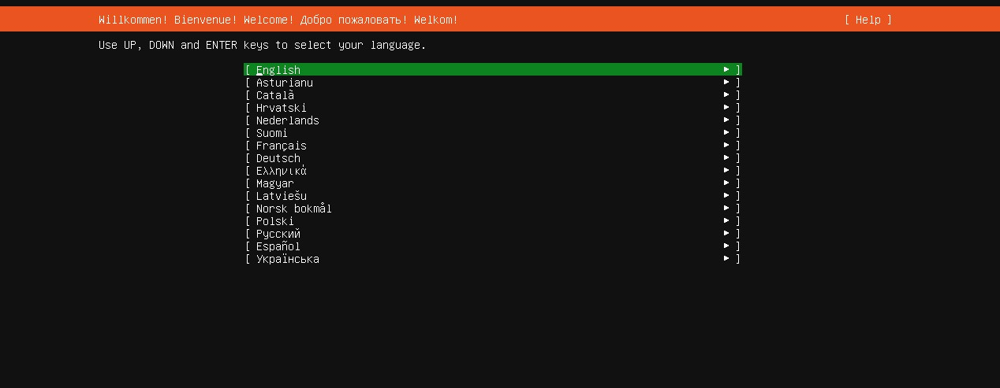 Willkommen! Bienvenue! Welcome! Добро пожаловать! Welkom! [ Help ]
Use UP, DOWN and ENTER keys to select your language.
[ English ► ]
[ Asturianu ► ]
[ Català ► ]
[ Hrvatski ► ]
[ Nederlands ► ]
[ Suomi ► ]
[ Français ► ]
[ Deutsch ► ]
[ Ελληνικά ► ]
[ Magyar ► ]
[ Latviešu ► ]
[ Norsk bokmål ► ]
[ Polski ► ]
[ Русский ► ]
[ Español ► ]
[ Українська ► ]